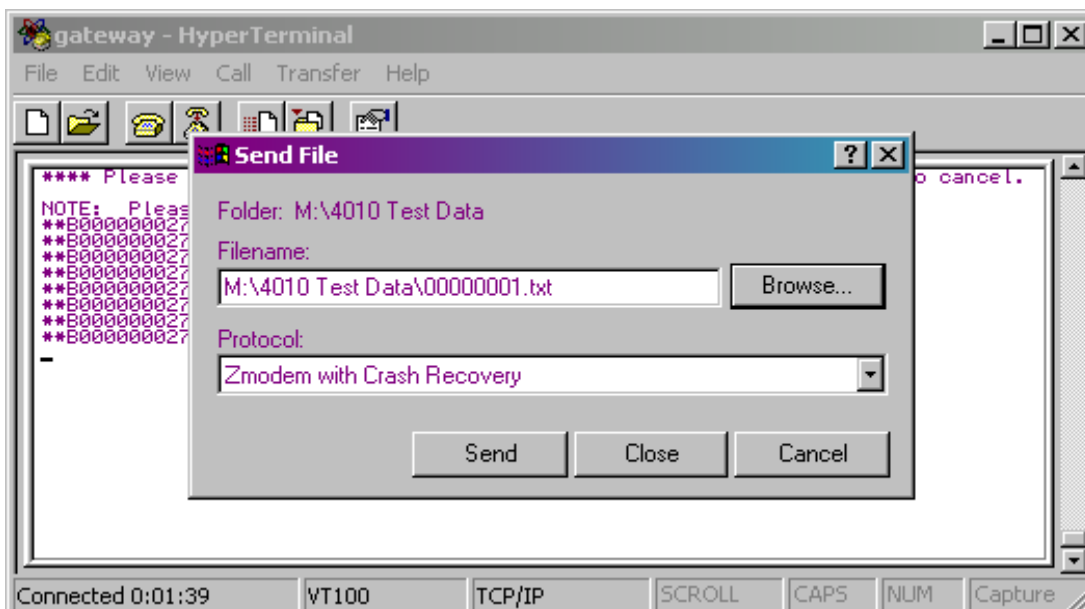 gateway - HyperTerminal
File Edit View Call Transfer Help
Send File
**** Please
o cancel.
NOTE: Pleas
**B000000027
**B000000027
**B000000027
**B000000027
**B000000027
**B000000027
**B000000027
**B000000027
Folder: M:\4010 Test Data
Filename:
M:\4010 Test Data\00000001.txt
Browse...
Protocol:
Zmodem with Crash Recovery
Send Close Cancel
Connected 0:01:39 VT100 TCP/IP SCROLL CAPS NUM Capture